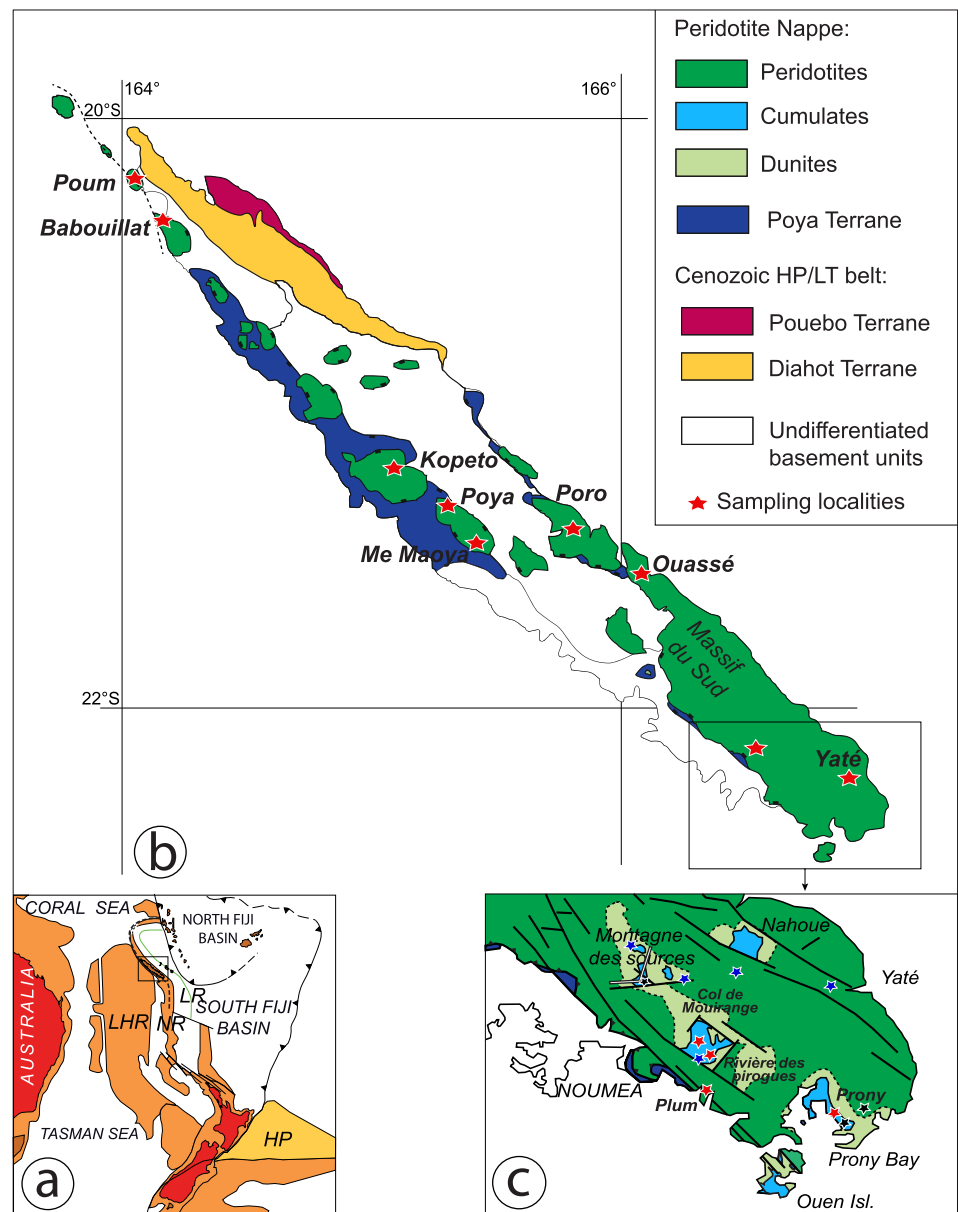 Peridotite Nappe:
Peridotites
Cumulates
Dunites
Poya Terrane
Cenozoic HP/LT belt:
Pouebo Terrane
Diahot Terrane
Undifferentiated
basement units
Sampling localities
164°
166°
20°S
Poum
Babouillat
Kopeto
Poya
Poro
Me Maoya
Ouassé
Massif
du Sud
22°S
Yaté
b
CORAL SEA
NORTH FIJI
BASIN
AUSTRALIA
LHR
NR
LR
SOUTH FIJI
BASIN
TASMAN SEA
HP
a
Montagne
des sources
Nahoue
Yaté
Col de
Mouirange
Rivière des
pirogues
NOUMEA
Plum
Prony
Prony Bay
Ouen Isl.
c